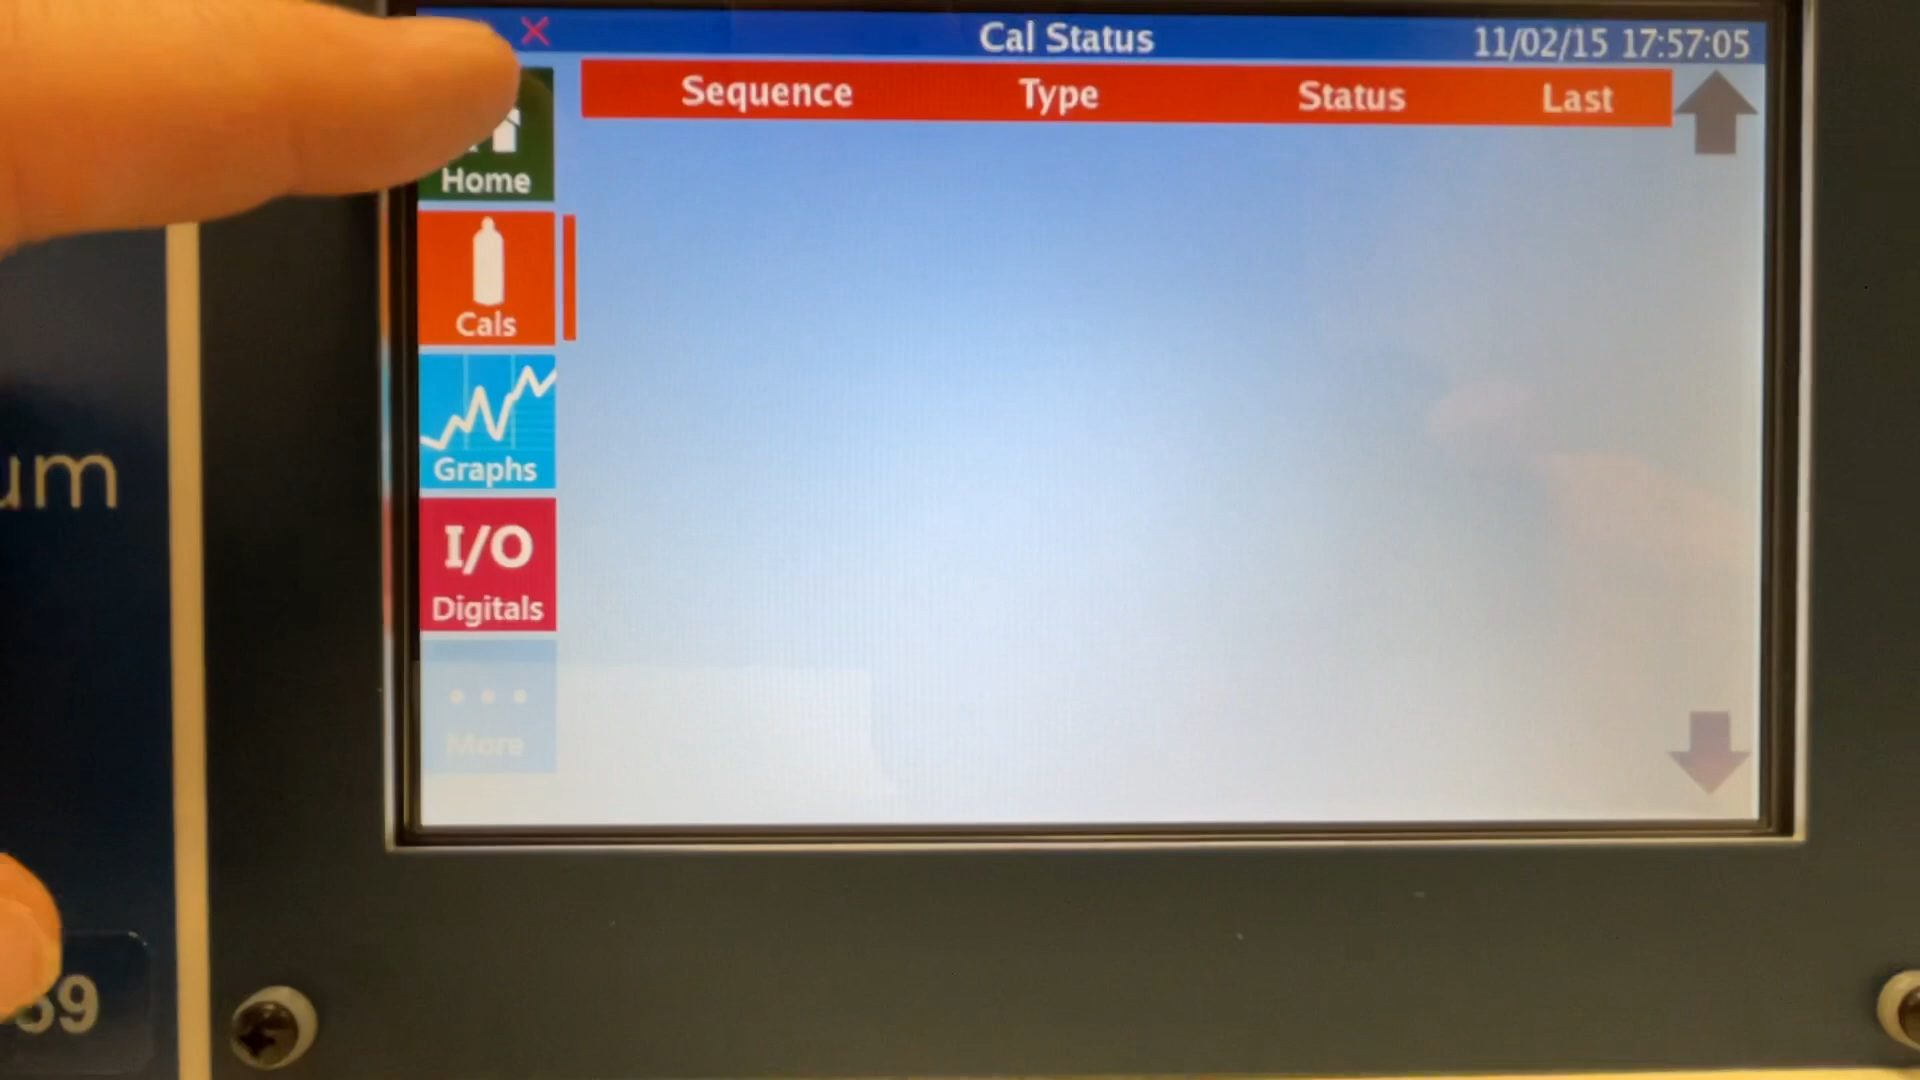 Cal Status
11/02/15 17:57:05
Sequence Type Status Last
Home
Cals
Graphs
I/O
Digitals
More
um
59